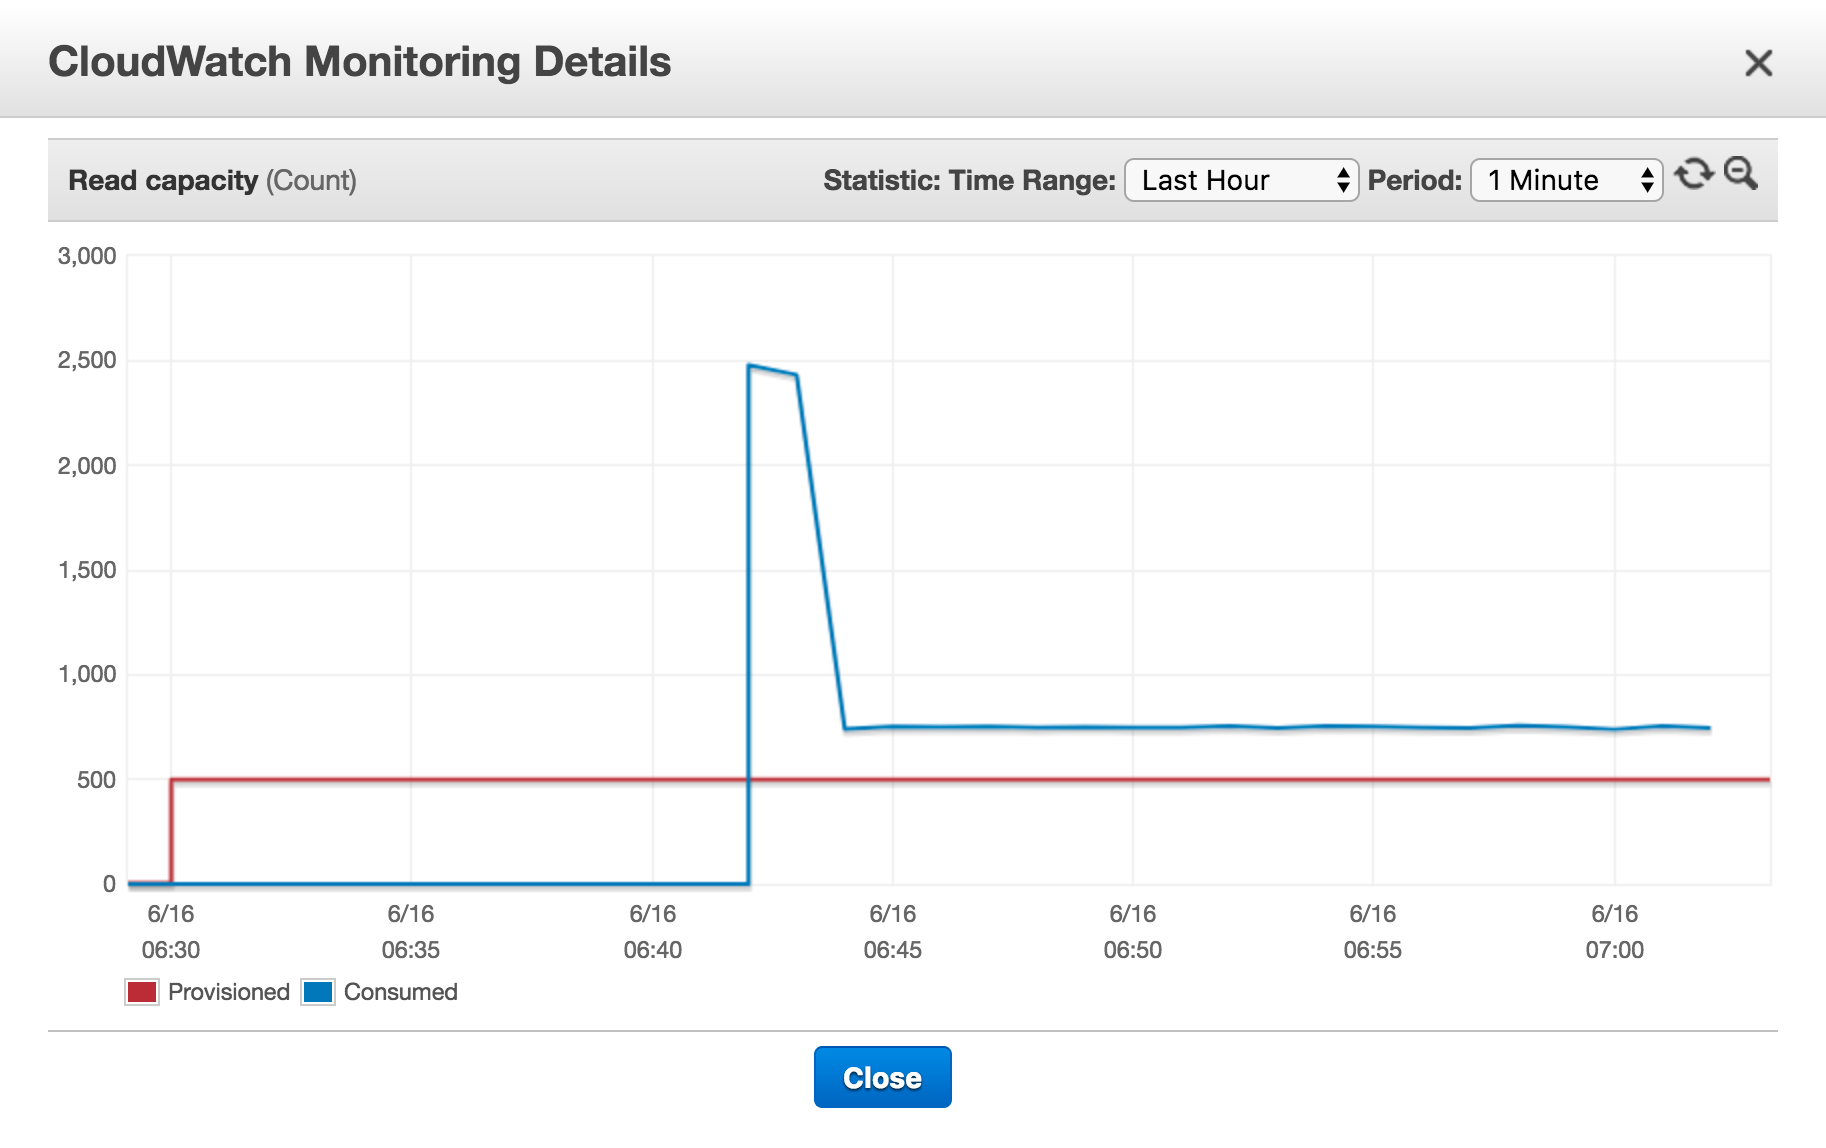 CloudWatch Monitoring Details
Read capacity (Count)
Statistic: Time Range: Last Hour Period: 1 Minute
3,000
2,500
2,000
1,500
1,000
500
0
6/16 6/16 6/16 6/16 6/16 6/16 6/16
06:30 06:35 06:40 06:45 06:50 06:55 07:00
Provisioned Consumed
Close